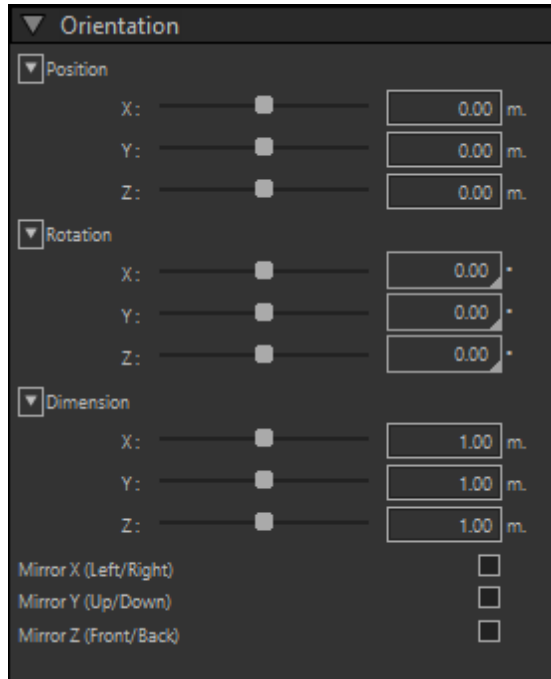 Orientation
Position
X: 0.00 m.
Y: 0.00 m.
Z: 0.00 m.
Rotation
X: 0.00 °
Y: 0.00 °
Z: 0.00 °
Dimension
X: 1.00 m.
Y: 1.00 m.
Z: 1.00 m.
Mirror X (Left/Right)
Mirror Y (Up/Down)
Mirror Z (Front/Back)